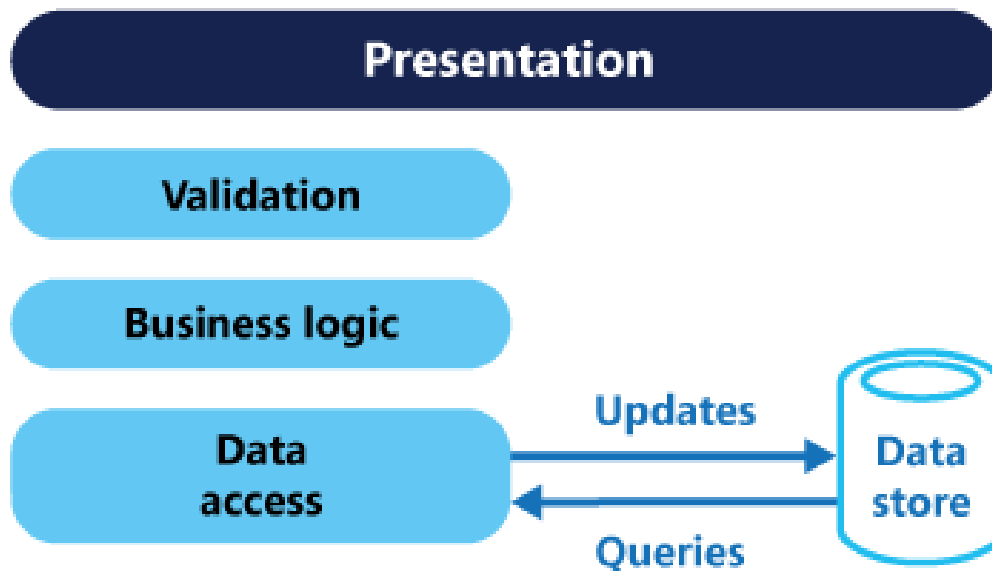 Presentation
Validation
Business logic
Data
access
Updates
Queries
Data
store